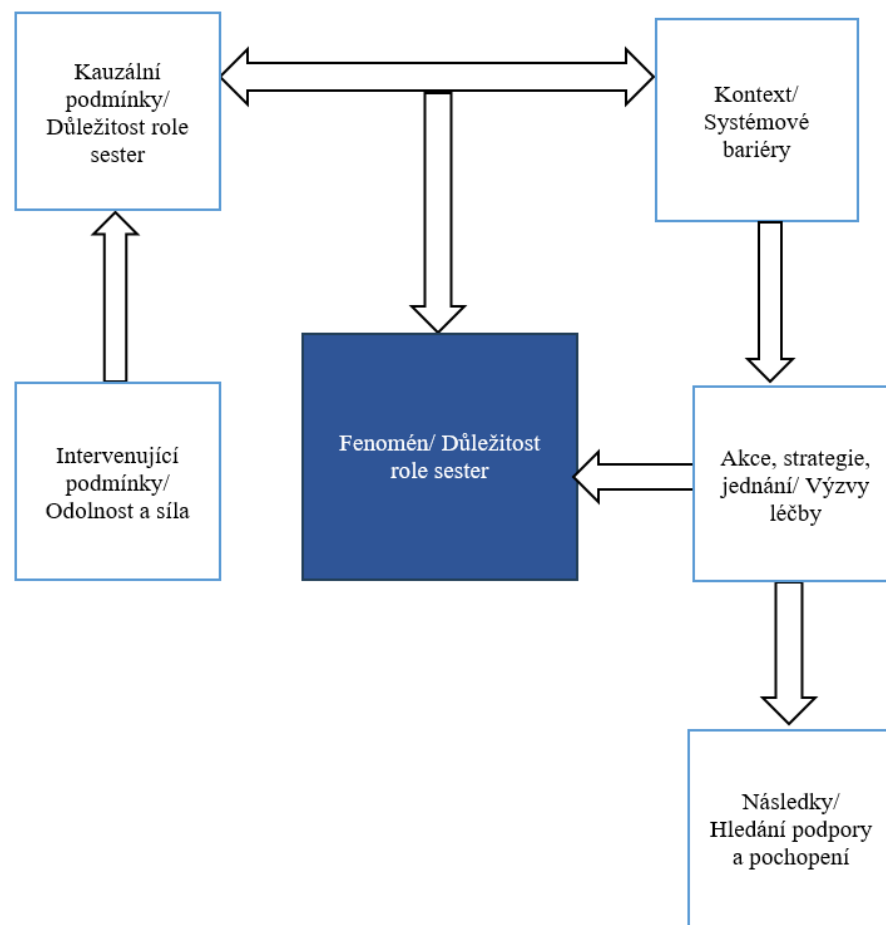 Kauzální
podmínky/
Důležitost role
sester
Kontext/
Systémové
bariéry
Intervenující
podmínky/
Odolnost a síla
Fenomén/ Důležitost
role sester
Akce, strategie,
jednání/ Výzvy
léčby
Následky/
Hledání podpory
a pochopení